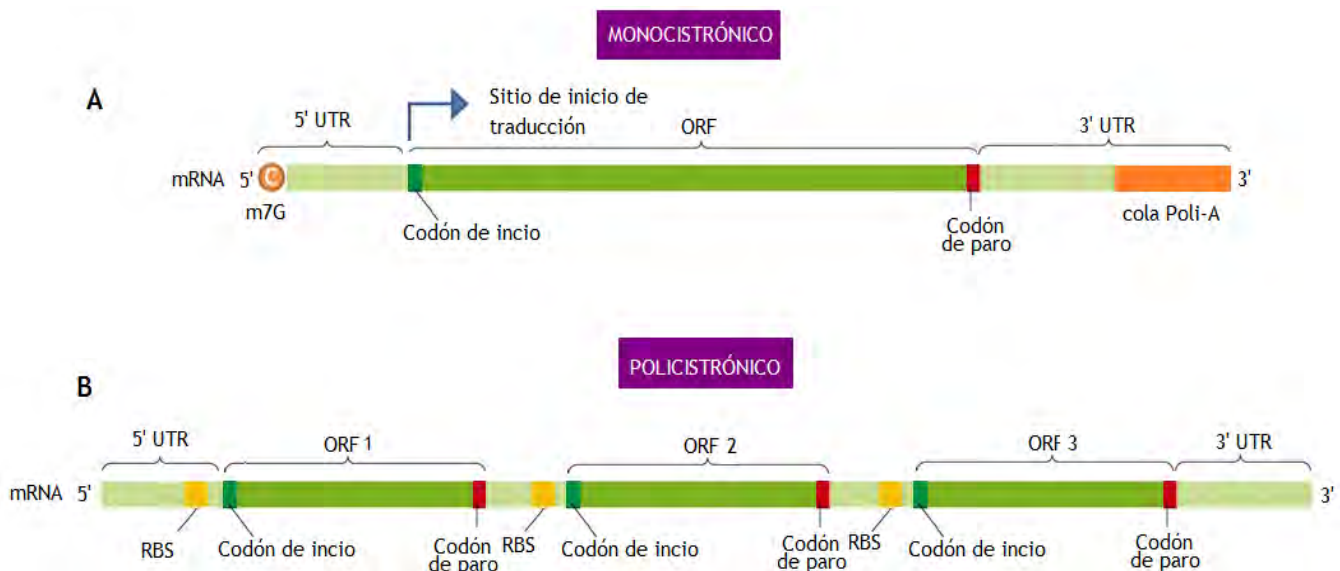 MONOCISTRÓNICO
A
Sitio de inicio de
traducción
5' UTR
ORF
3' UTR
mRNA 5'
C
3'
m7G
Codón de incio
Codón
de paro
cola Poli-A
POLICISTRÓNICO
B
5' UTR
ORF 1
ORF 2
ORF 3
3' UTR
mRNA 5'
3'
RBS
Codón de incio
Codón
de paro
RBS
Codón de incio
Codón
de paro
RBS
Codón de incio
Codón
de paro